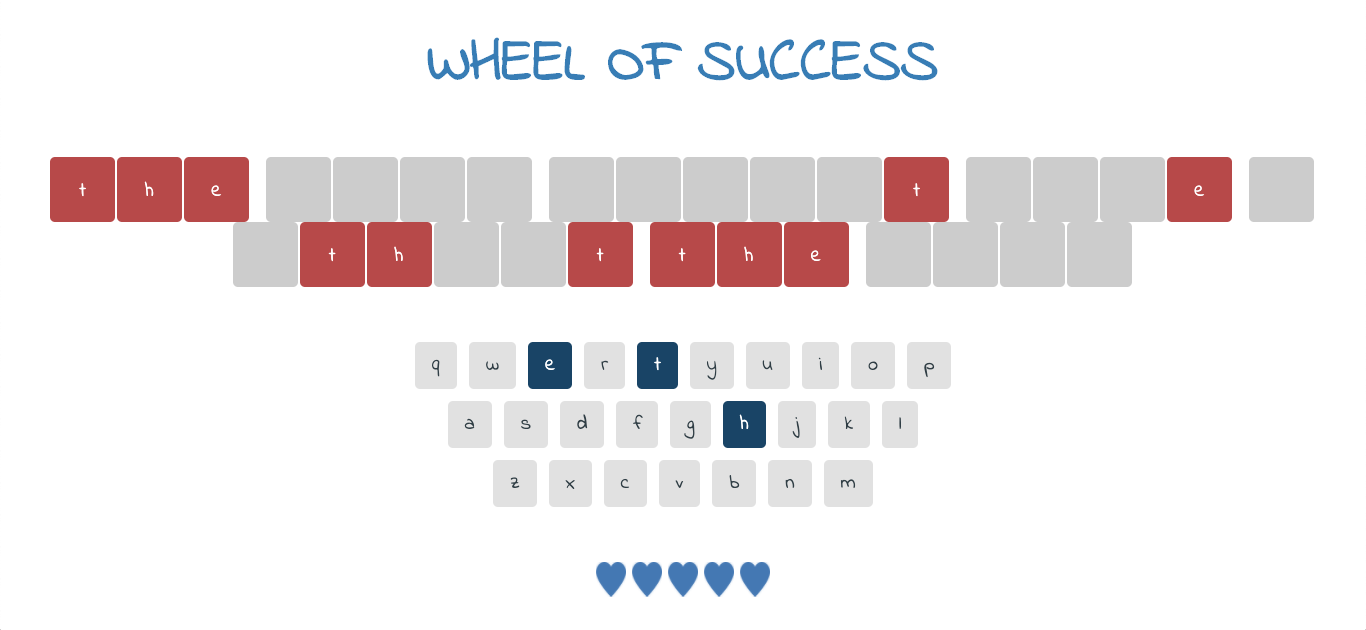 WHEEL OF SUCCESS
t h e t e
t h t t h e
q w e r t y u i o p
a s d f g h j k l
z x c v b n m